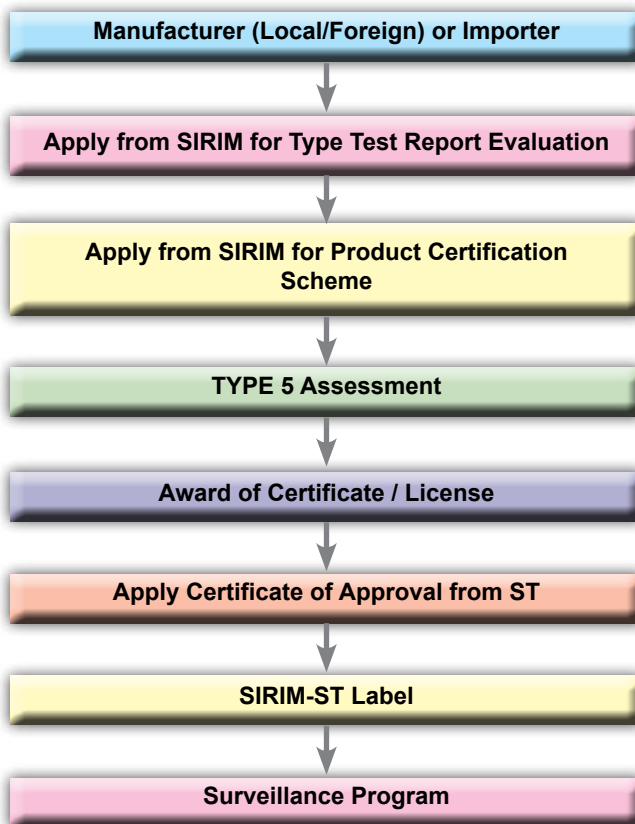 Manufacturer (Local/Foreign) or Importer
Apply from SIRIM for Type Test Report Evaluation
Apply from SIRIM for Product Certification
Scheme
TYPE 5 Assessment
Award of Certificate / License
Apply Certificate of Approval from ST
SIRIM-ST Label
Surveillance Program